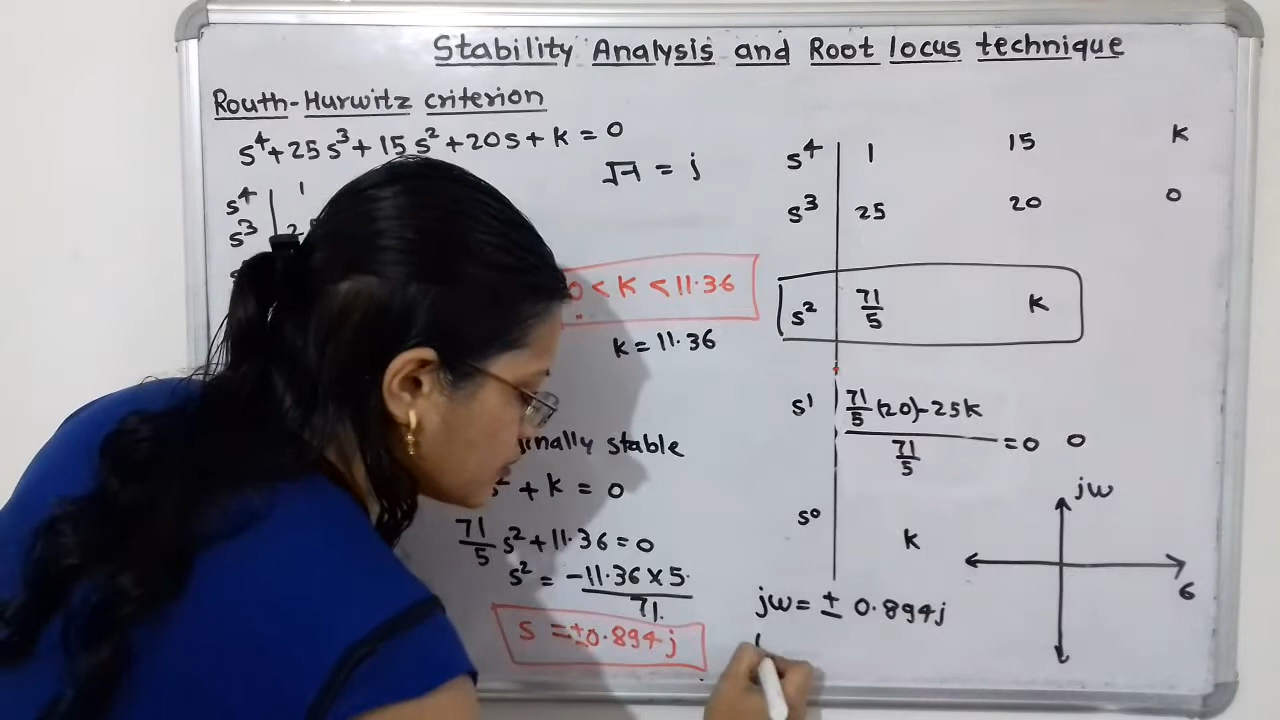 Stability Analysis and Root locus technique
Routh-Hurwitz criterion
s⁴+25s³+15s²+20s+k=0
√-1 = j
s⁴ 1
s³
0<k<11.36
k=11.36
stable
+k=0
71/5 s²+11.36=0
s² = -11.36×5/71
s=±0.894j
s⁴ 1 15 k
s³ 25 20 0
s² 71/5 k
s¹ (71/5(20)-25k)/(71/5) =0 0
s⁰ k
jω=±0.894j
jω
σ